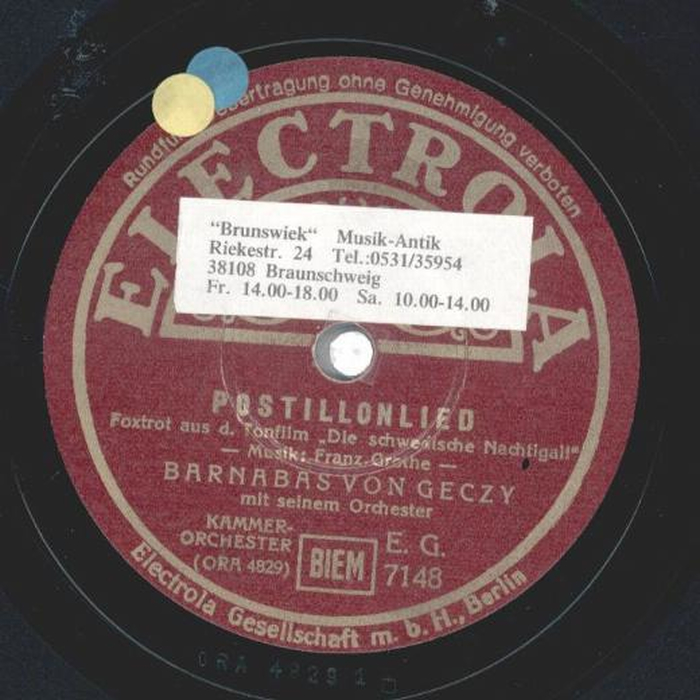 Rundfunkübertragung ohne Genehmigung verboten
ELECTROLA
“Brunswiek“ Musik-Antik
Riekestr. 24 Tel.:0531/35954
38108 Braunschweig
Fr. 14.00-18.00 Sa. 10.00-14.00
POSTILLONLIED
Foxtrot aus d. Tonfilm „Die schwedische Nachtigall“
— Musik: Franz Grothe —
BARNABAS VON GECZY
mit seinem Orchester
KAMMER-
ORCHESTER
(ORA 4829)
BIEM
E. G.
7148
Electrola Gesellschaft m. b. H., Berlin
ORA 4829 1